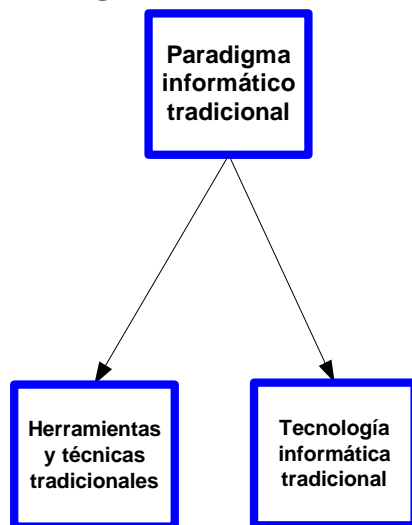 Paradigma
informático
tradicional
Herramientas
y técnicas
tradicionales
Tecnología
informática
tradicional